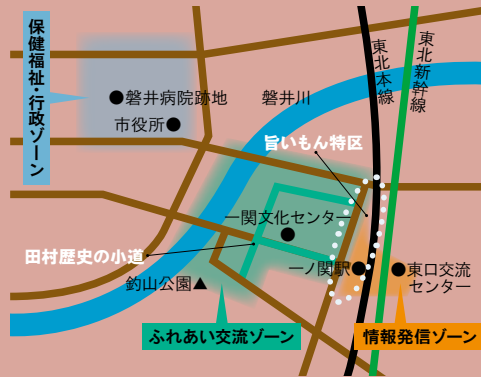 保健福祉・行政ゾーン
東北本線
東北新幹線
●磐井病院跡地
磐井川
市役所●
旨いもん特区
一関文化センター
田村歴史の小道
一ノ関駅
東口交流
センター
釣山公園▲
ふれあい交流ゾーン
情報発信ゾーン